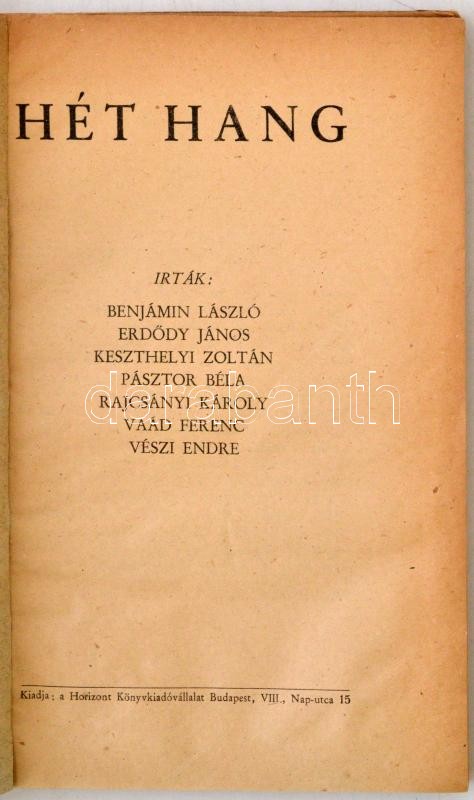 HÉT HANG
IRTÁK:
BENJÁMIN LÁSZLÓ
ERDŐDY JÁNOS
KESZTHELYI ZOLTÁN
PÁSZTOR BÉLA
RAJCSÁNYI KÁROLY
VAÁD FERENC
VÉSZI ENDRE
darabanth
Kiadja: a Horizont Könyvkiadóvállalat Budapest, VIII., Nap-utca 15